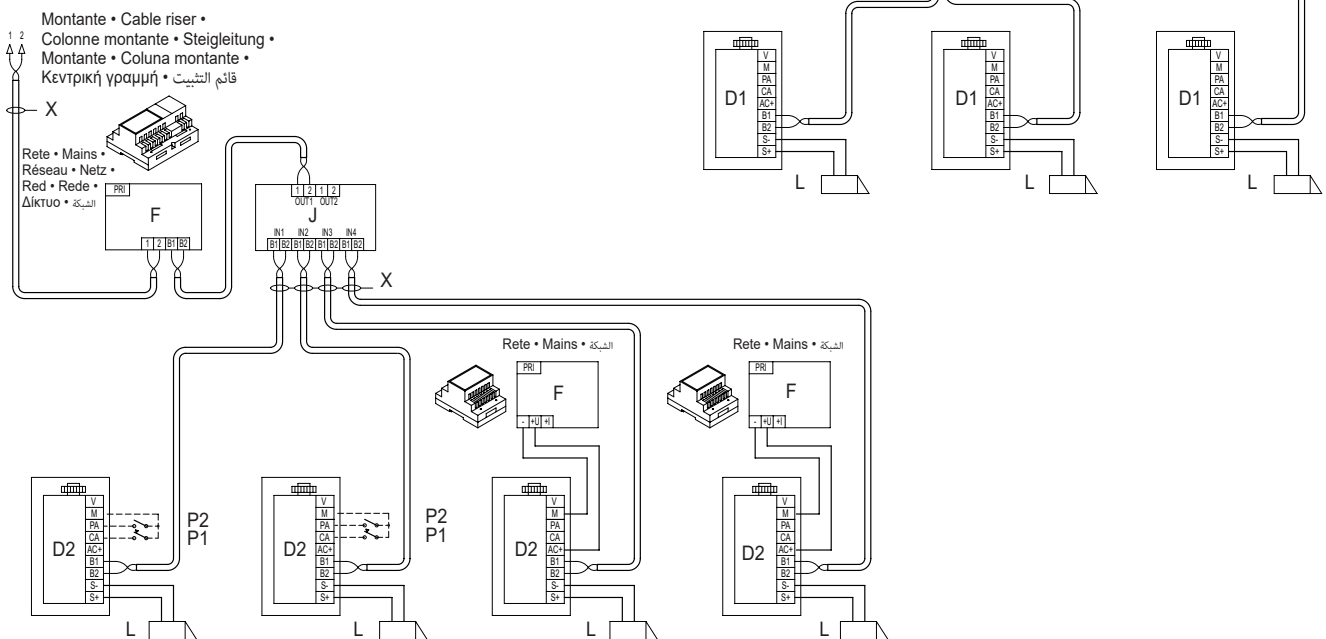 Montante • Cable riser •
1 2 Colonne montante • Steigleitung •
Montante • Coluna montante •
Κεντρική γραμμή • قائم التثبيت
X
Rete • Mains •
Réseau • Netz •
Red • Rede •
Δίκτυο • الشبكة
PRI
F
1 2 B1 B2
1 2 1 2
OUT1 OUT2
J
IN1 IN2 IN3 IN4
B1 B2 B1 B2 B1 B2 B1 B2
X
D1
V
M
PA
CA
AC+
B1
B2
S-
S+
L
D1
V
M
PA
CA
AC+
B1
B2
S-
S+
L
D1
V
M
PA
CA
AC+
B1
B2
S-
S+
L
Rete • Mains • الشبكة
PRI
F
- +U +I
Rete • Mains • الشبكة
PRI
F
- +U +I
D2
V
M
PA
CA
AC+
B1
B2
S-
S+
P2
P1
L
D2
V
M
PA
CA
AC+
B1
B2
S-
S+
P2
P1
L
D2
V
M
PA
CA
AC+
B1
B2
S-
S+
L
D2
V
M
PA
CA
AC+
B1
B2
S-
S+
L